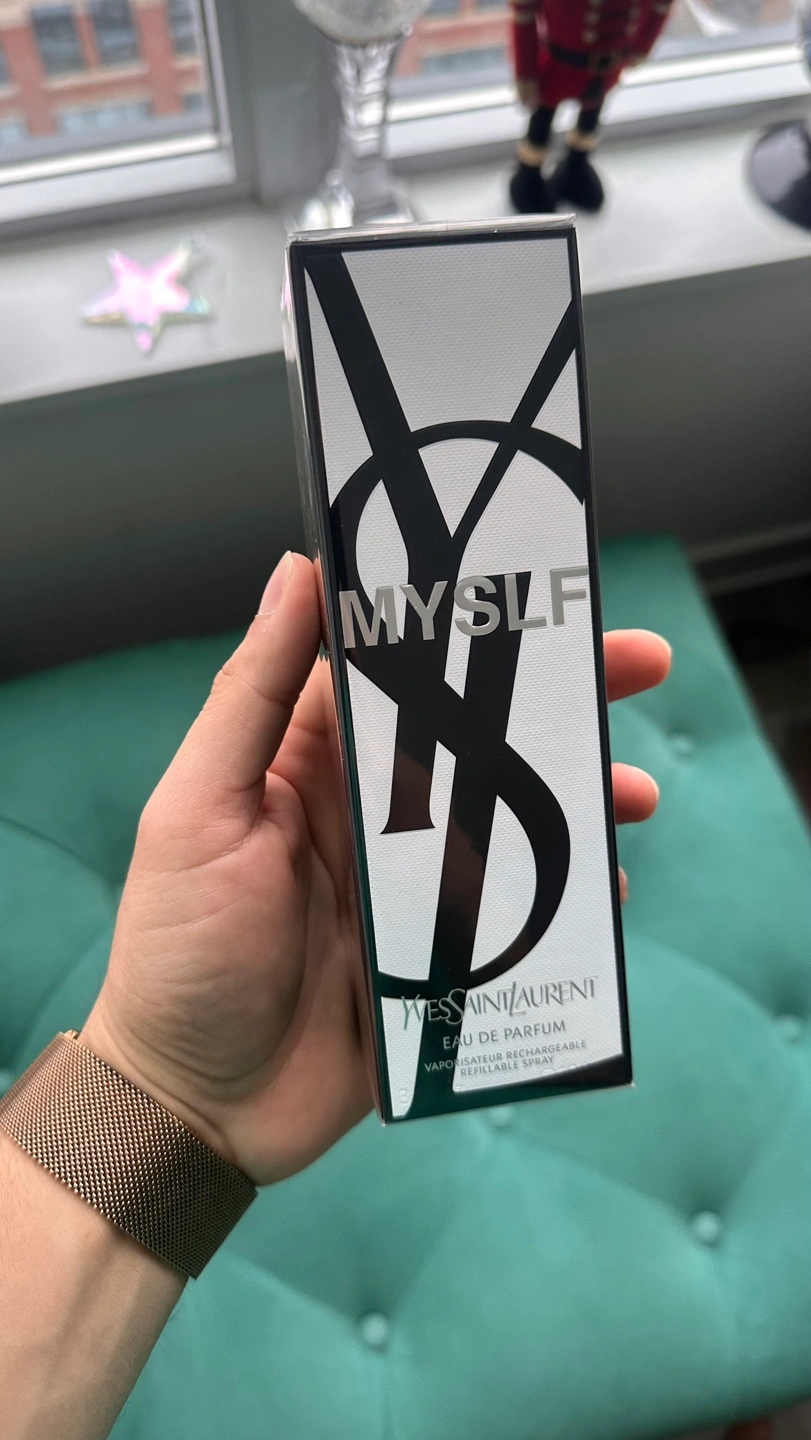 MYSLF
YVESSAINTLAURENT
EAU DE PARFUM
VAPORISATEUR RECHARGEABLE
REFILLABLE SPRAY